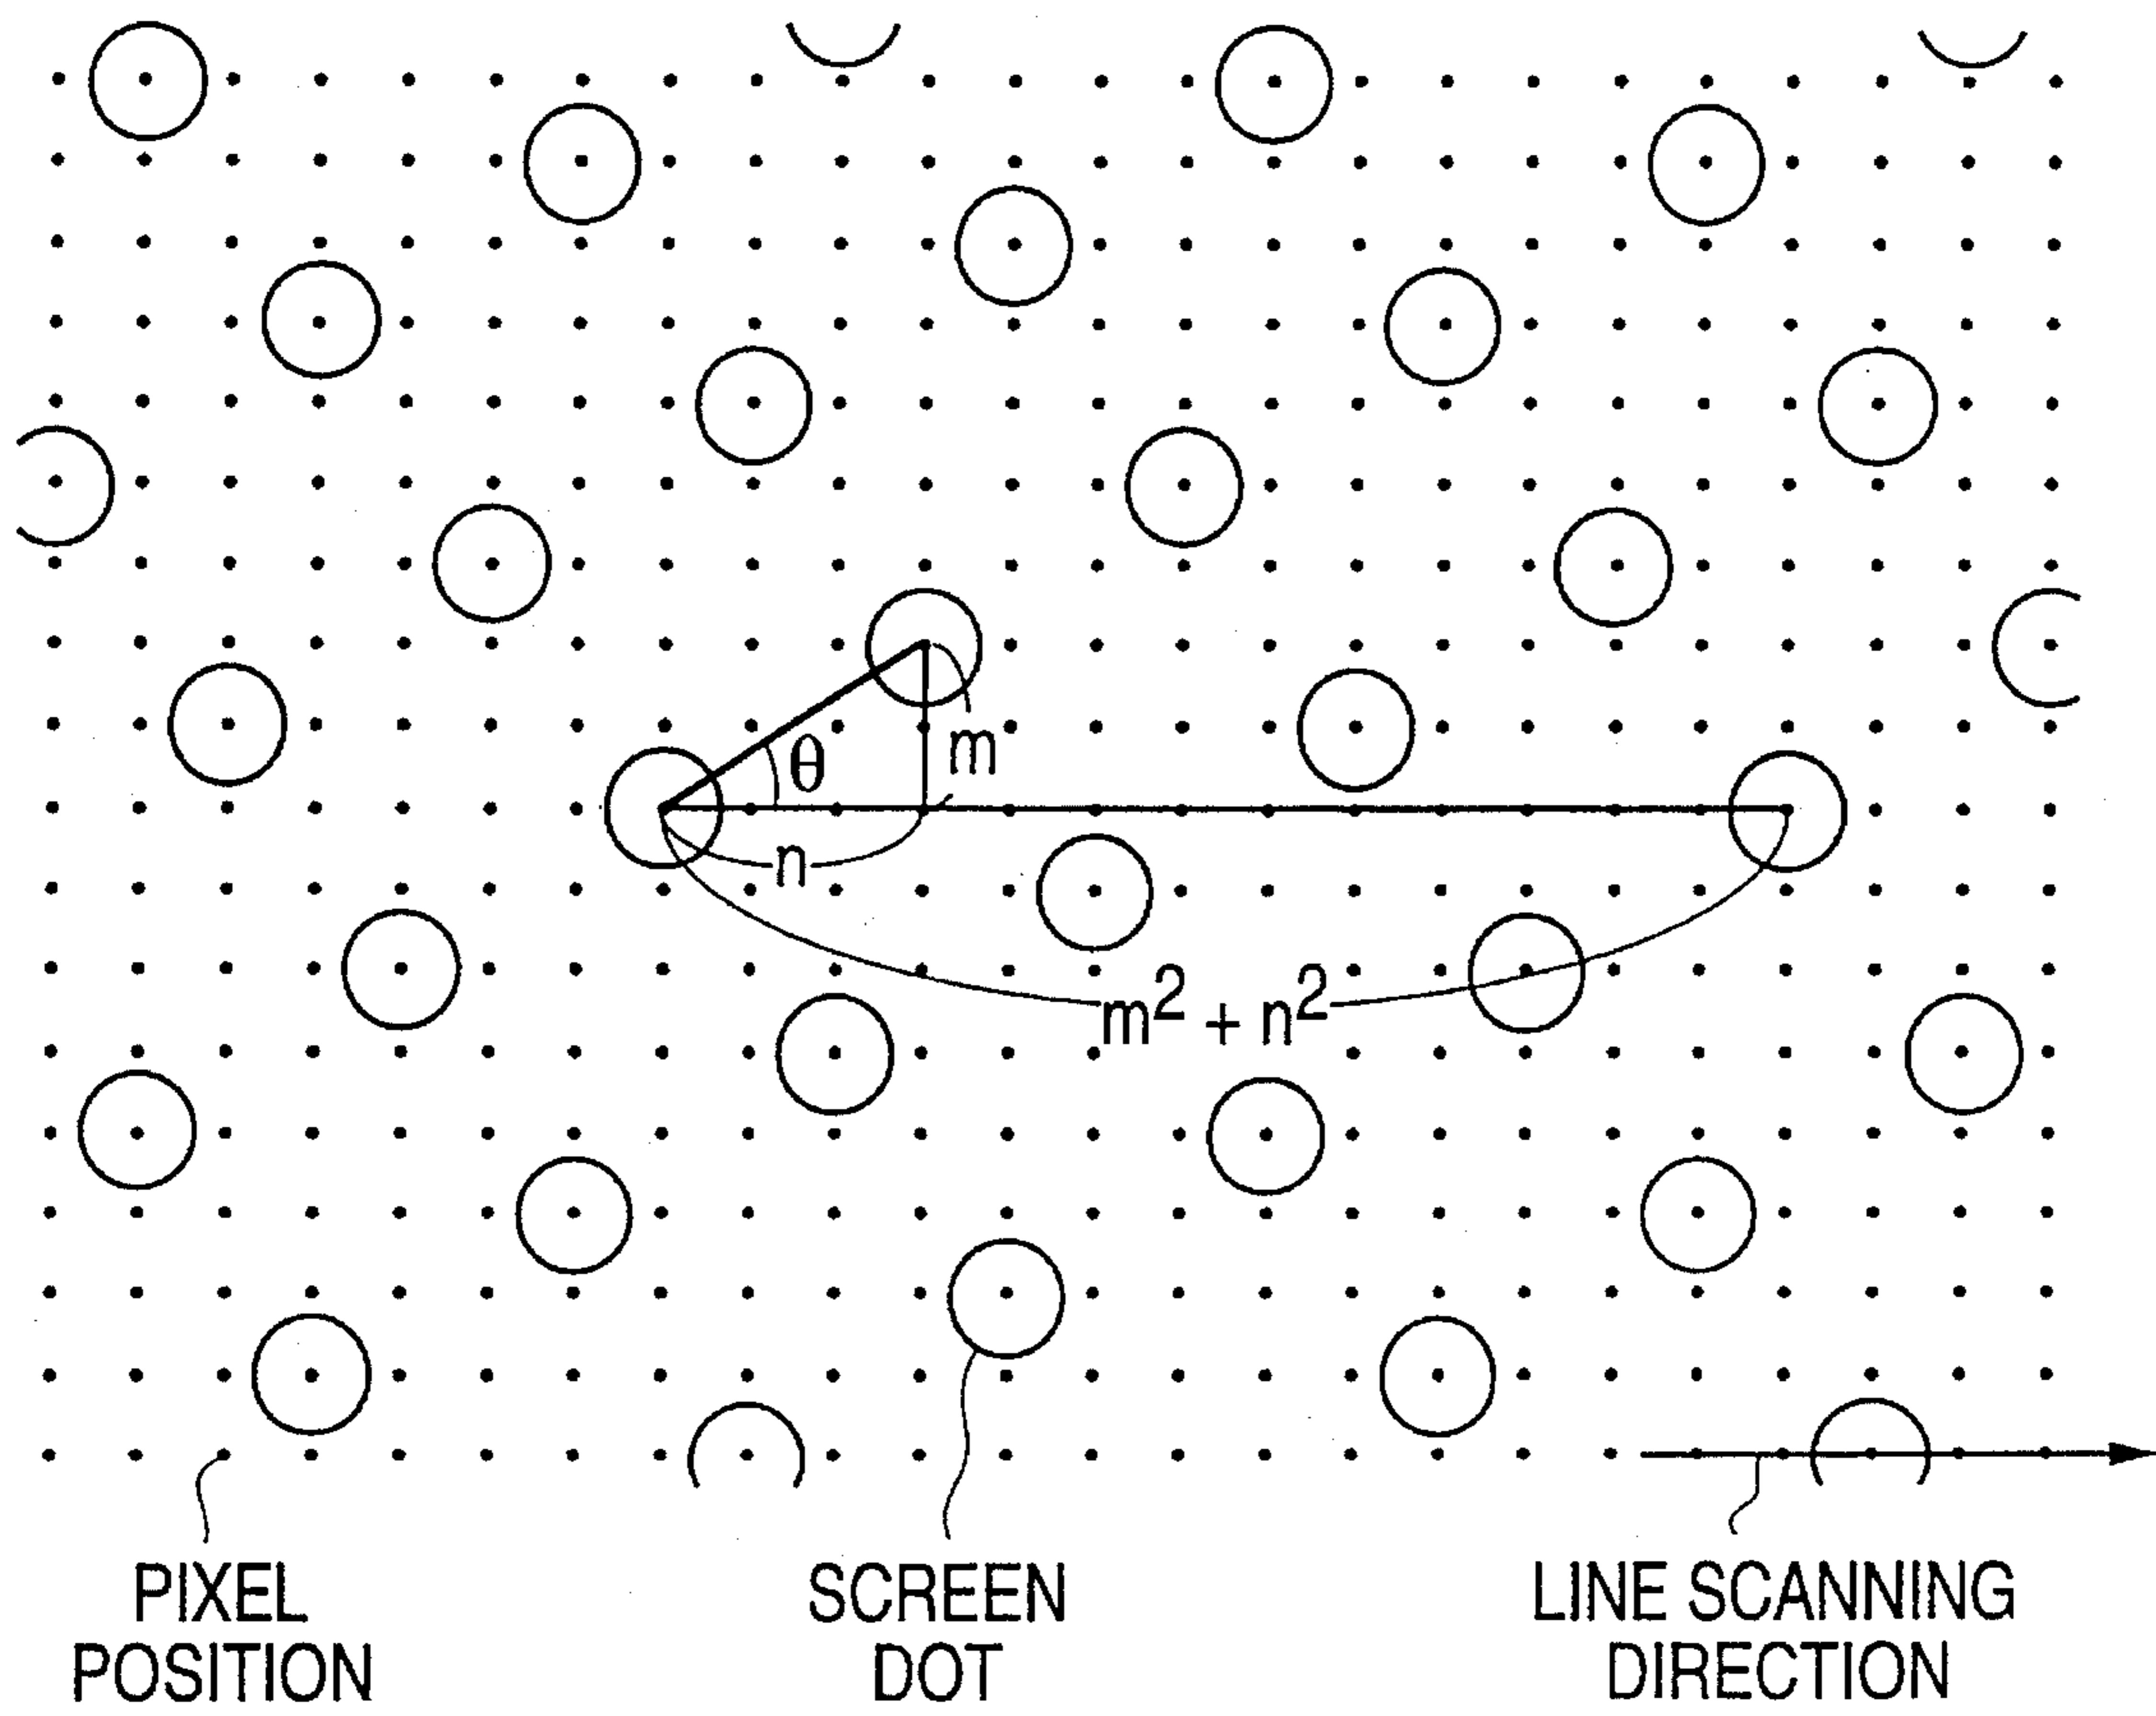 θ
m
n
m² + n²
PIXEL
POSITION
SCREEN
DOT
LINE SCANNING
DIRECTION